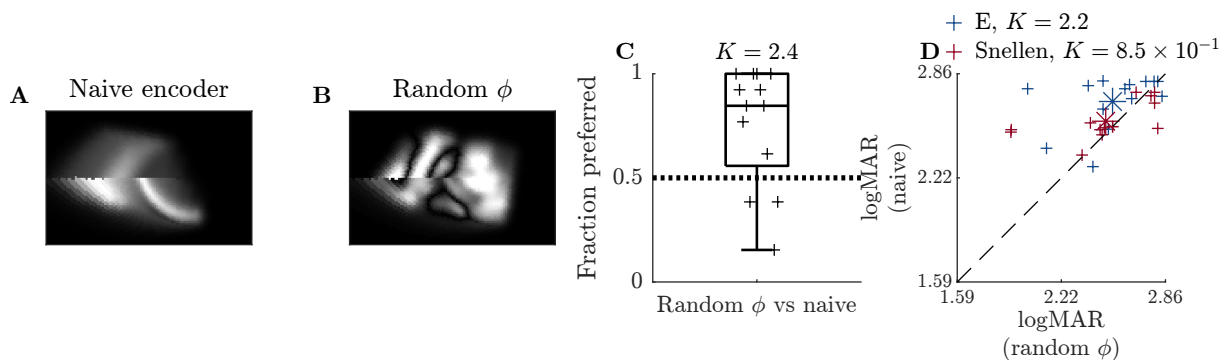 A
Naive encoder
B
Random ϕ
C
K = 2.4
Fraction preferred
1
0.5
0
Random ϕ vs naive
E, K = 2.2
D
Snellen, K = 8.5 × 10⁻¹
logMAR
(naive)
2.86
2.22
1.59
1.59
2.22
2.86
logMAR
(random ϕ)